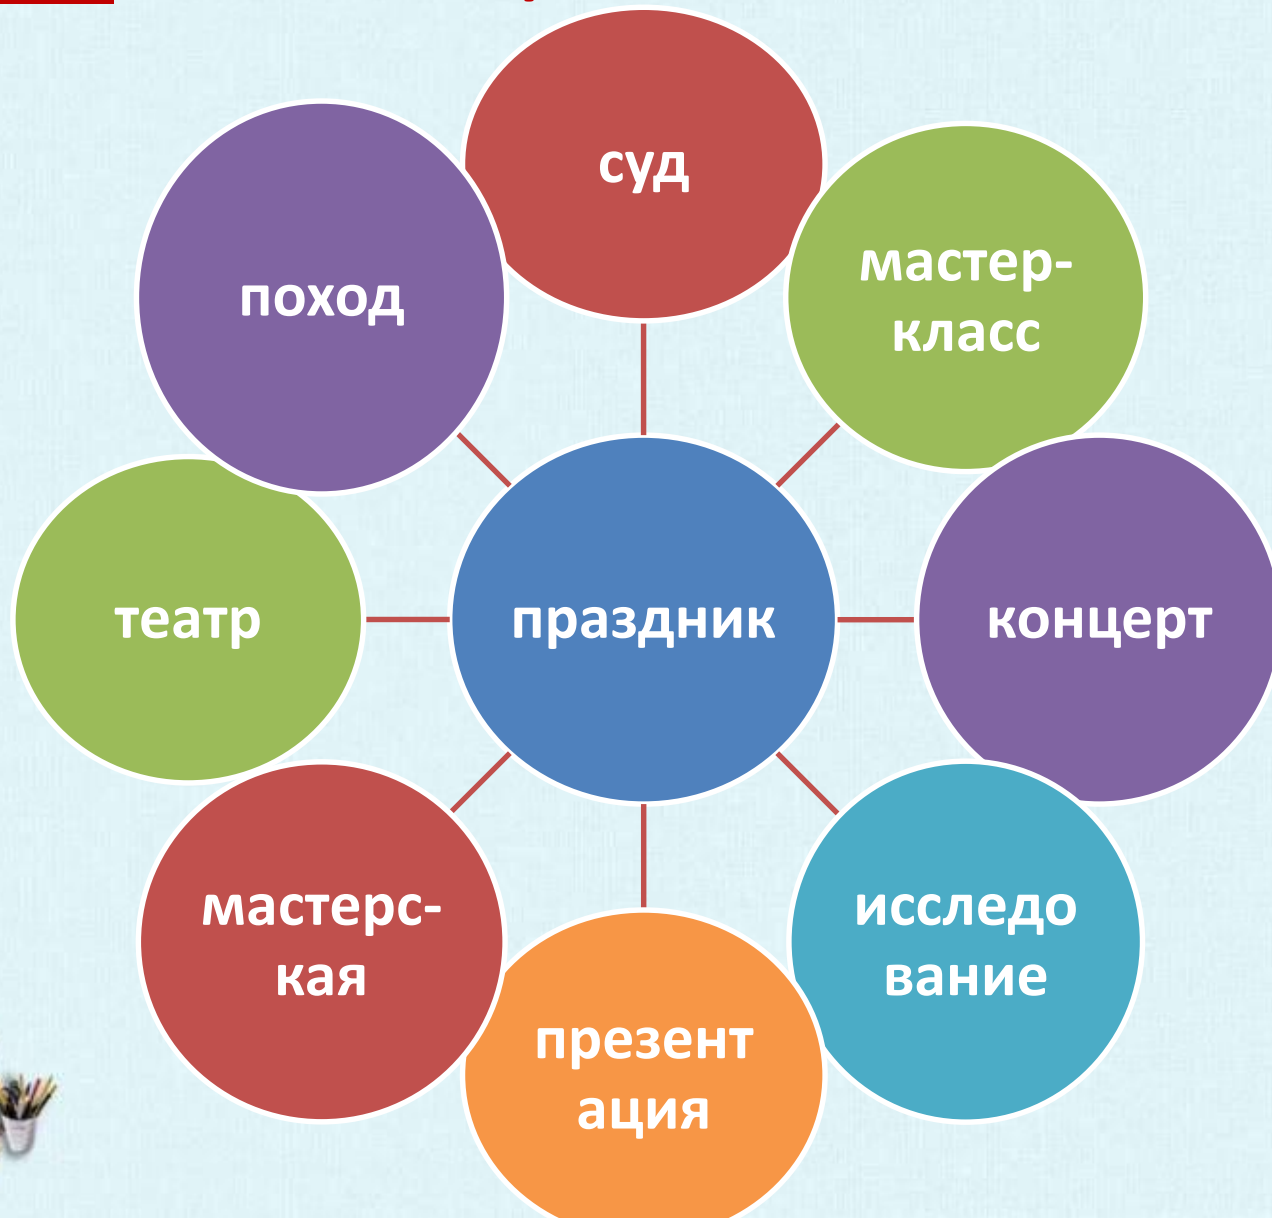 суд
мастер-
класс
поход
театр
праздник
концерт
мастерс-
кая
исследо
вание
презент
ация